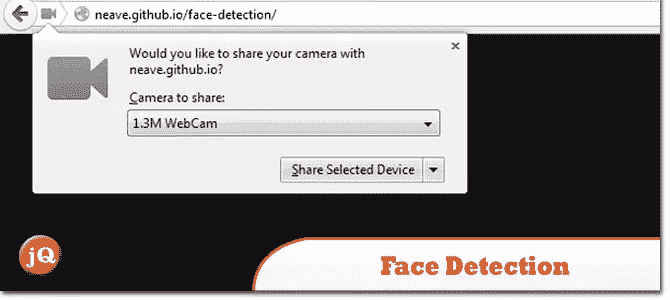 neave.github.io/face-detection/
Would you like to share your camera with
neave.github.io?
Camera to share:
1.3M WebCam
Share Selected Device
jQ
Face Detection